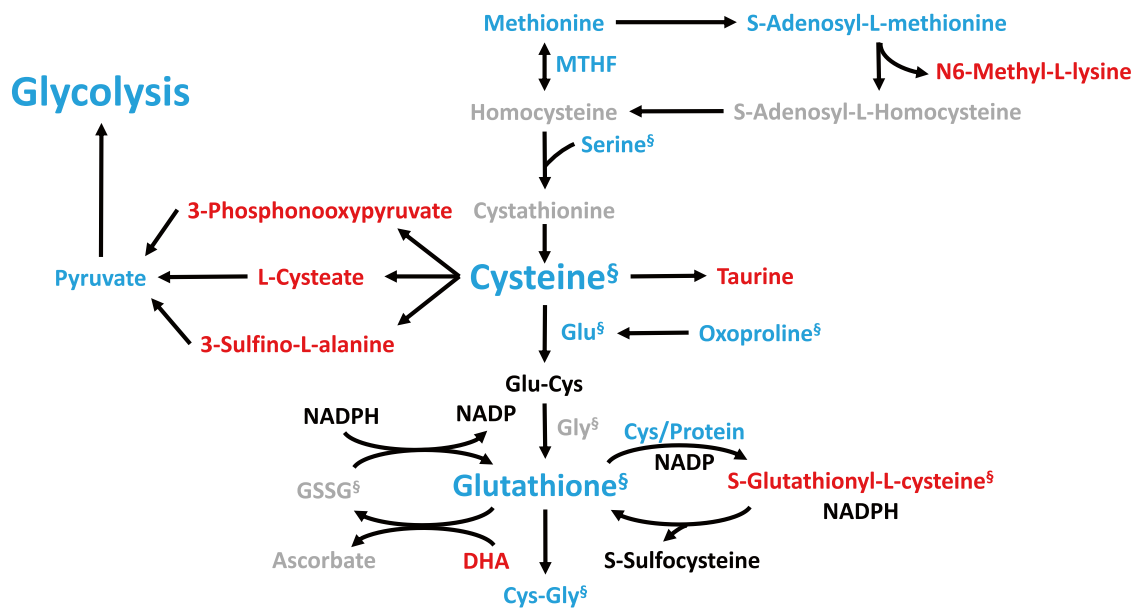 Methionine
S-Adenosyl-L-methionine
MTHF
N6-Methyl-L-lysine
Glycolysis
Homocysteine
S-Adenosyl-L-Homocysteine
Serine§
3-Phosphonooxypyruvate
Cystathionine
Pyruvate
L-Cysteate
Cysteine§
Taurine
3-Sulfino-L-alanine
Glu§
Oxoproline§
Glu-Cys
NADPH
NADP
Gly§
Cys/Protein
NADP
GSSG§
Glutathione§
S-Glutathionyl-L-cysteine§
NADPH
Ascorbate
DHA
S-Sulfocysteine
Cys-Gly§